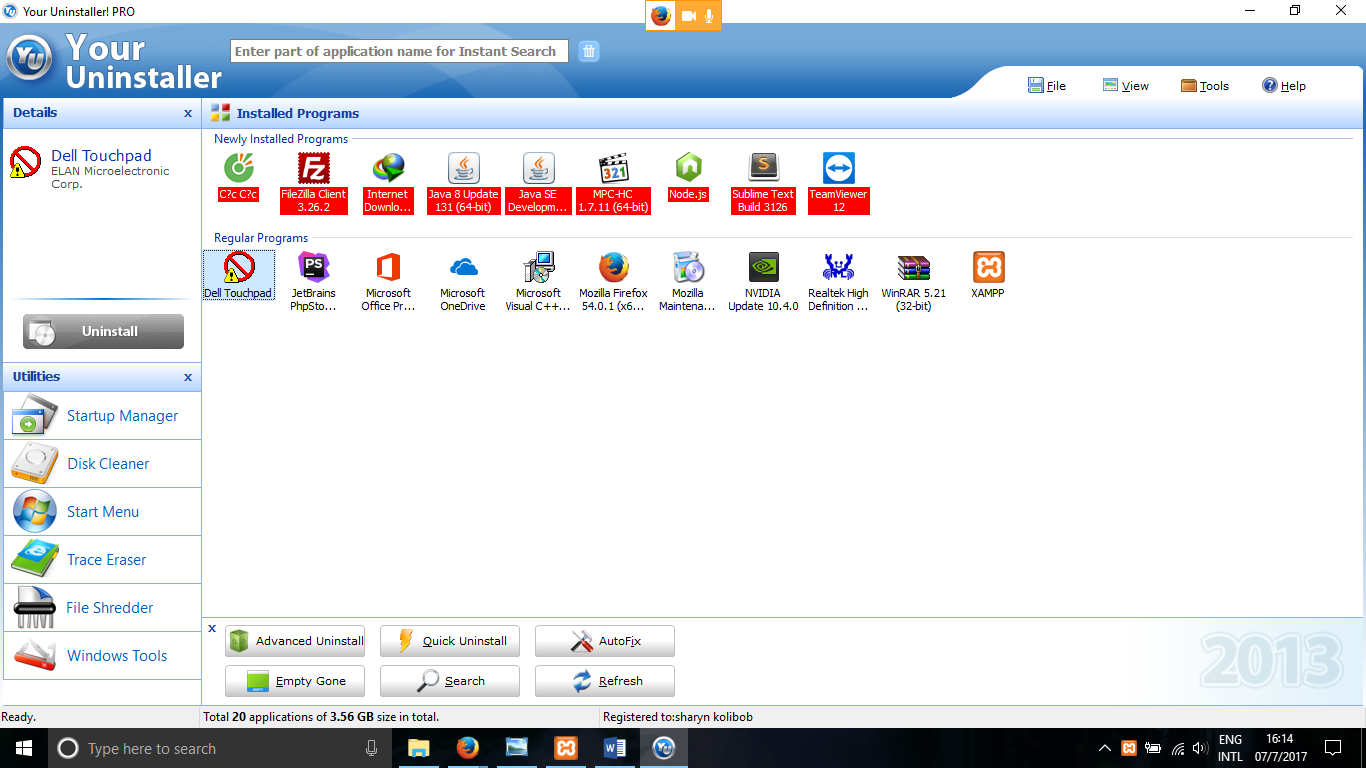 Your Uninstaller! PRO
Your
Uninstaller
Enter part of application name for Instant Search
File
View
Tools
Help
Details
x
Dell Touchpad
ELAN Microelectronic
Corp.
Uninstall
Utilities
x
Startup Manager
Disk Cleaner
Start Menu
Trace Eraser
File Shredder
Windows Tools
Installed Programs
Newly Installed Programs
C?c C?c
FileZilla Client
3.26.2
Internet
Downlo...
Java 8 Update
131 (64-bit)
Java SE
Developm...
MPC-HC
1.7.11 (64-bit)
Node.js
Sublime Text
Build 3126
TeamViewer
12
Regular Programs
Dell Touchpad
JetBrains
PhpSto...
Microsoft
Office Pr...
Microsoft
OneDrive
Microsoft
Visual C++...
Mozilla Firefox
54.0.1 (x6...
Mozilla
Maintena...
NVIDIA
Update 10.4.0
Realtek High
Definition ...
WinRAR 5.21
(32-bit)
XAMPP
x
Advanced Uninstall
Quick Uninstall
AutoFix
Empty Gone
Search
Refresh
2013
Ready.
Total 20 applications of 3.56 GB size in total.
Registered to:sharyn kolibob
Type here to search
ENG
INTL
16:14
07/7/2017